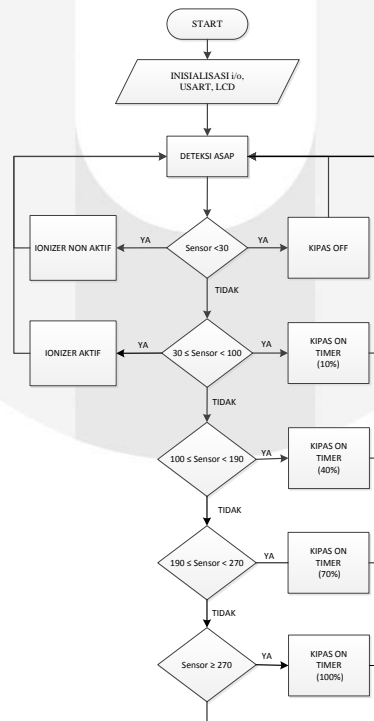 START
INISIALISASI i/o,
USART, LCD
DETEKSI ASAP
IONIZER NON AKTIF
YA
Sensor <30
YA
KIPAS OFF
TIDAK
IONIZER AKTIF
YA
30 ≤ Sensor < 100
YA
KIPAS ON
TIMER
(10%)
TIDAK
100 ≤ Sensor < 190
YA
KIPAS ON
TIMER
(40%)
TIDAK
190 ≤ Sensor < 270
YA
KIPAS ON
TIMER
(70%)
TIDAK
Sensor ≥ 270
YA
KIPAS ON
TIMER
(100%)